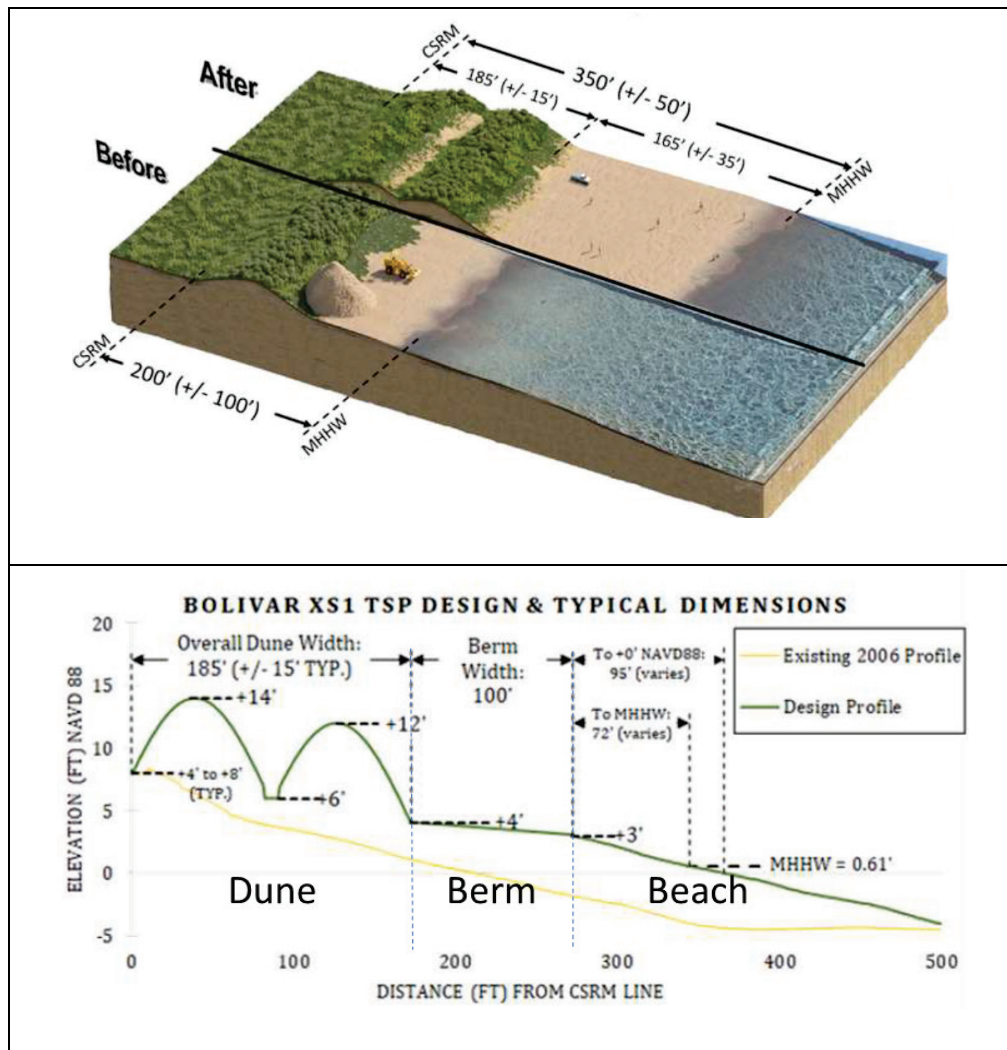 After
Before
CSRM
350’ (+/- 50’)
185’ (+/- 15’)
165’ (+/- 35’)
MHHW
CSRM
200’ (+/- 100’)
MHHW
BOLIVAR XS1 TSP DESIGN & TYPICAL DIMENSIONS
ELEVATION (FT) NAVD 88
20
15
10
5
0
-5
Overall Dune Width:
185' (+/- 15' TYP.)
Berm
Width:
100'
To +0' NAVD88:
95' (varies)
To MHHW:
72' (varies)
Existing 2006 Profile
Design Profile
+14'
+12'
+4' to +8'
(TYP.)
+6'
+4'
+3'
MHHW = 0.61'
Dune
Berm
Beach
0
100
200
300
400
500
DISTANCE (FT) FROM CSRM LINE